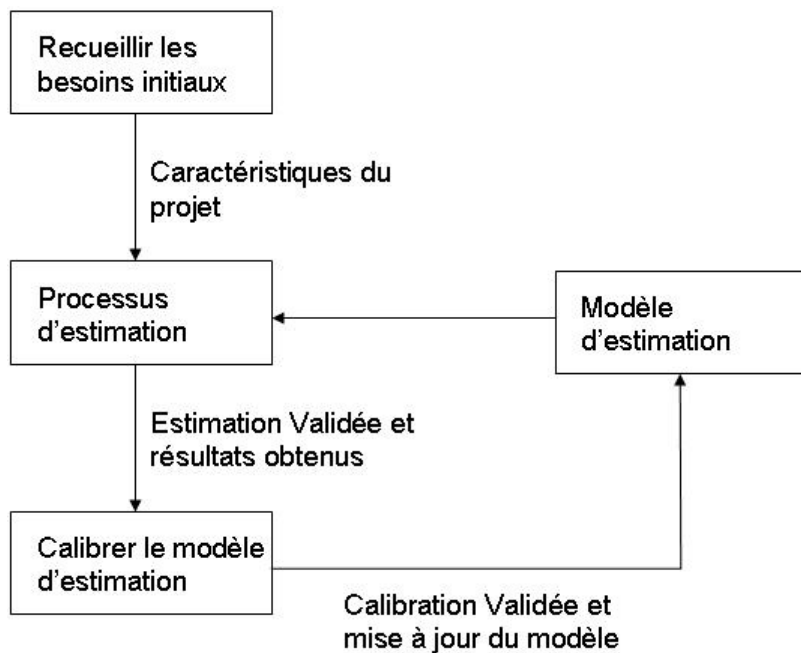 Recueillir les
besoins initiaux
Caractéristiques du
projet
Processus
d'estimation
Modèle
d'estimation
Estimation Validée et
résultats obtenus
Calibrer le modèle
d'estimation
Calibration Validée et
mise à jour du modèle